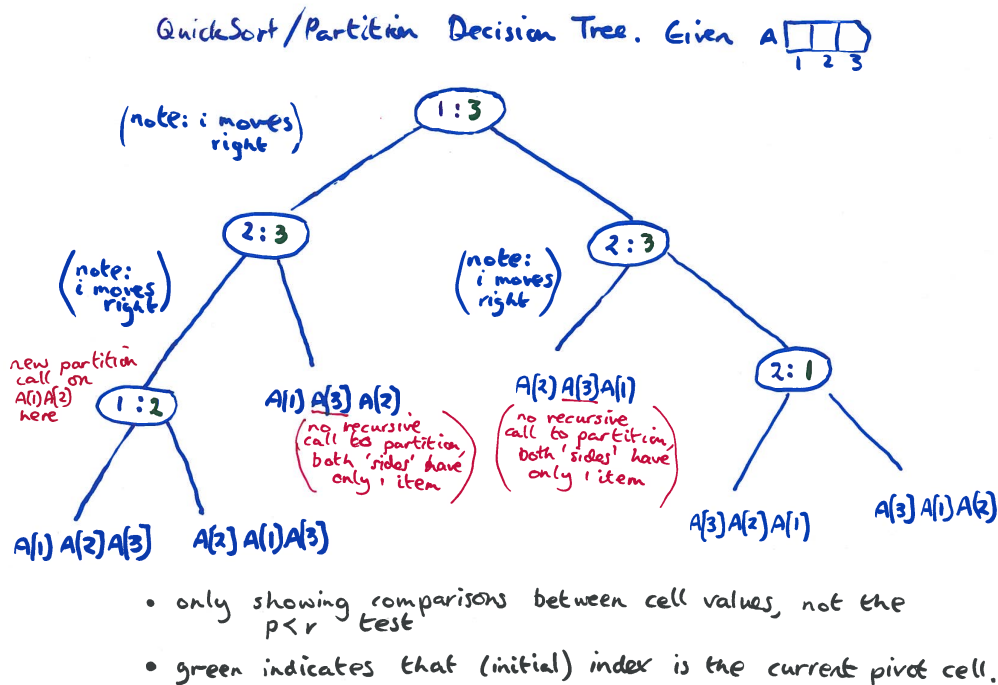 QuickSort/Partition Decision Tree. Given A
1 2 3
1:3
(note: i moves
right)
2:3
2:3
(note:
i moves
right)
(note:
i moves
right)
new partition
call on
A[1]A[2]
here
1:2
A[1] A[3] A[2]
(no recursive
call to partition,
both 'sides' have
only 1 item)
A[2] A[3] A[1]
(no recursive
call to partition,
both 'sides' have
only 1 item)
2:1
A[1] A[2] A[3]
A[2] A[1] A[3]
A[3] A[2] A[1]
A[3] A[1] A[2]
• only showing comparisons between cell values, not the
p<r test
• green indicates that (initial) index is the current pivot cell.